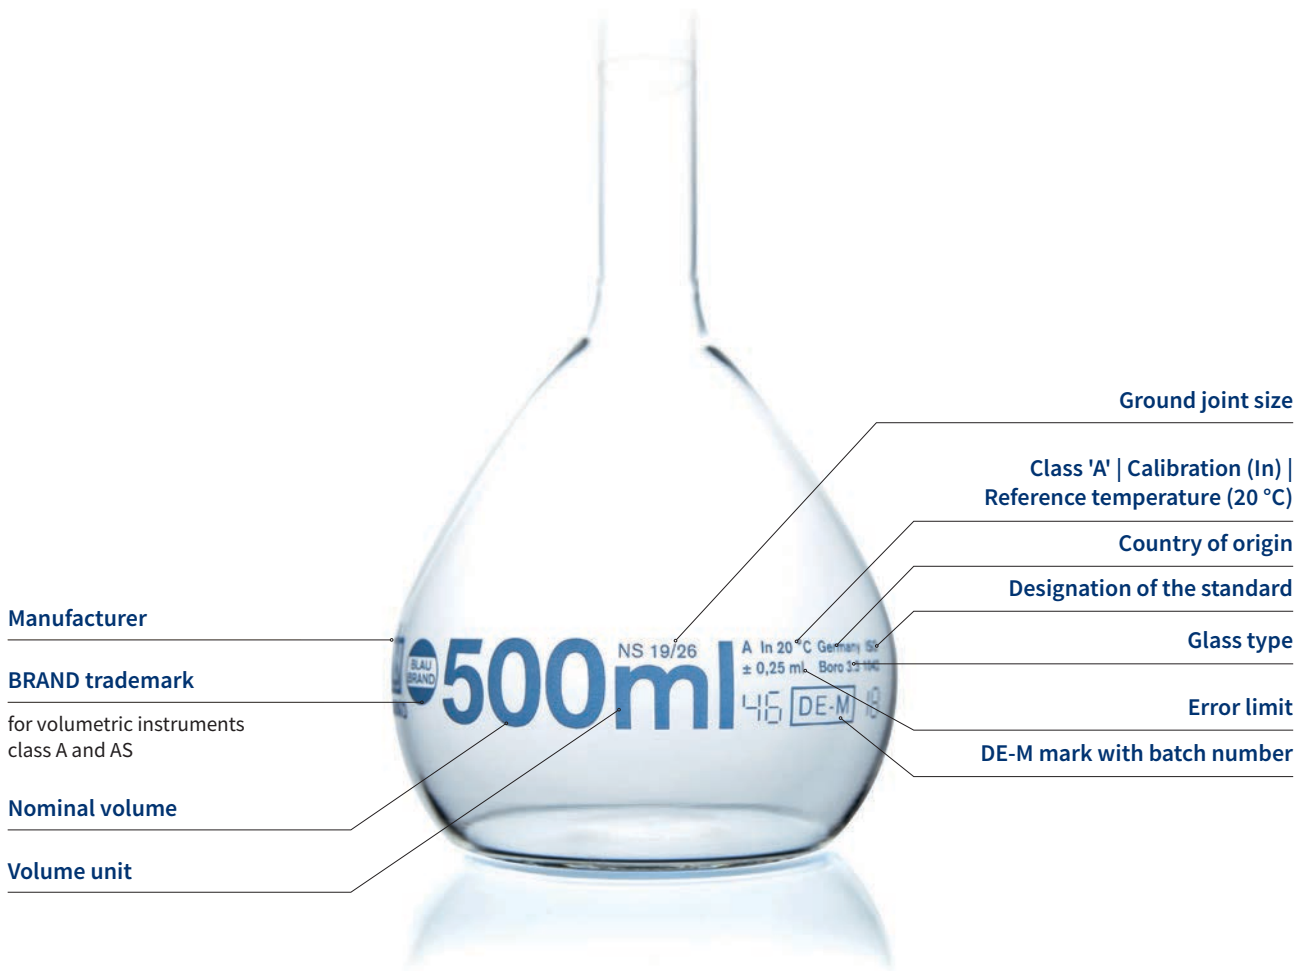 Ground joint size
Class 'A' | Calibration (In) |
Reference temperature (20 °C)
Country of origin
Designation of the standard
Glass type
Error limit
DE-M mark with batch number
Manufacturer
BRAND trademark
for volumetric instruments
class A and AS
Nominal volume
Volume unit
BLAU
BRAND
500ml
NS 19/26
A In 20 °C Germany
± 0,25 ml Boro
46 DE-M 18